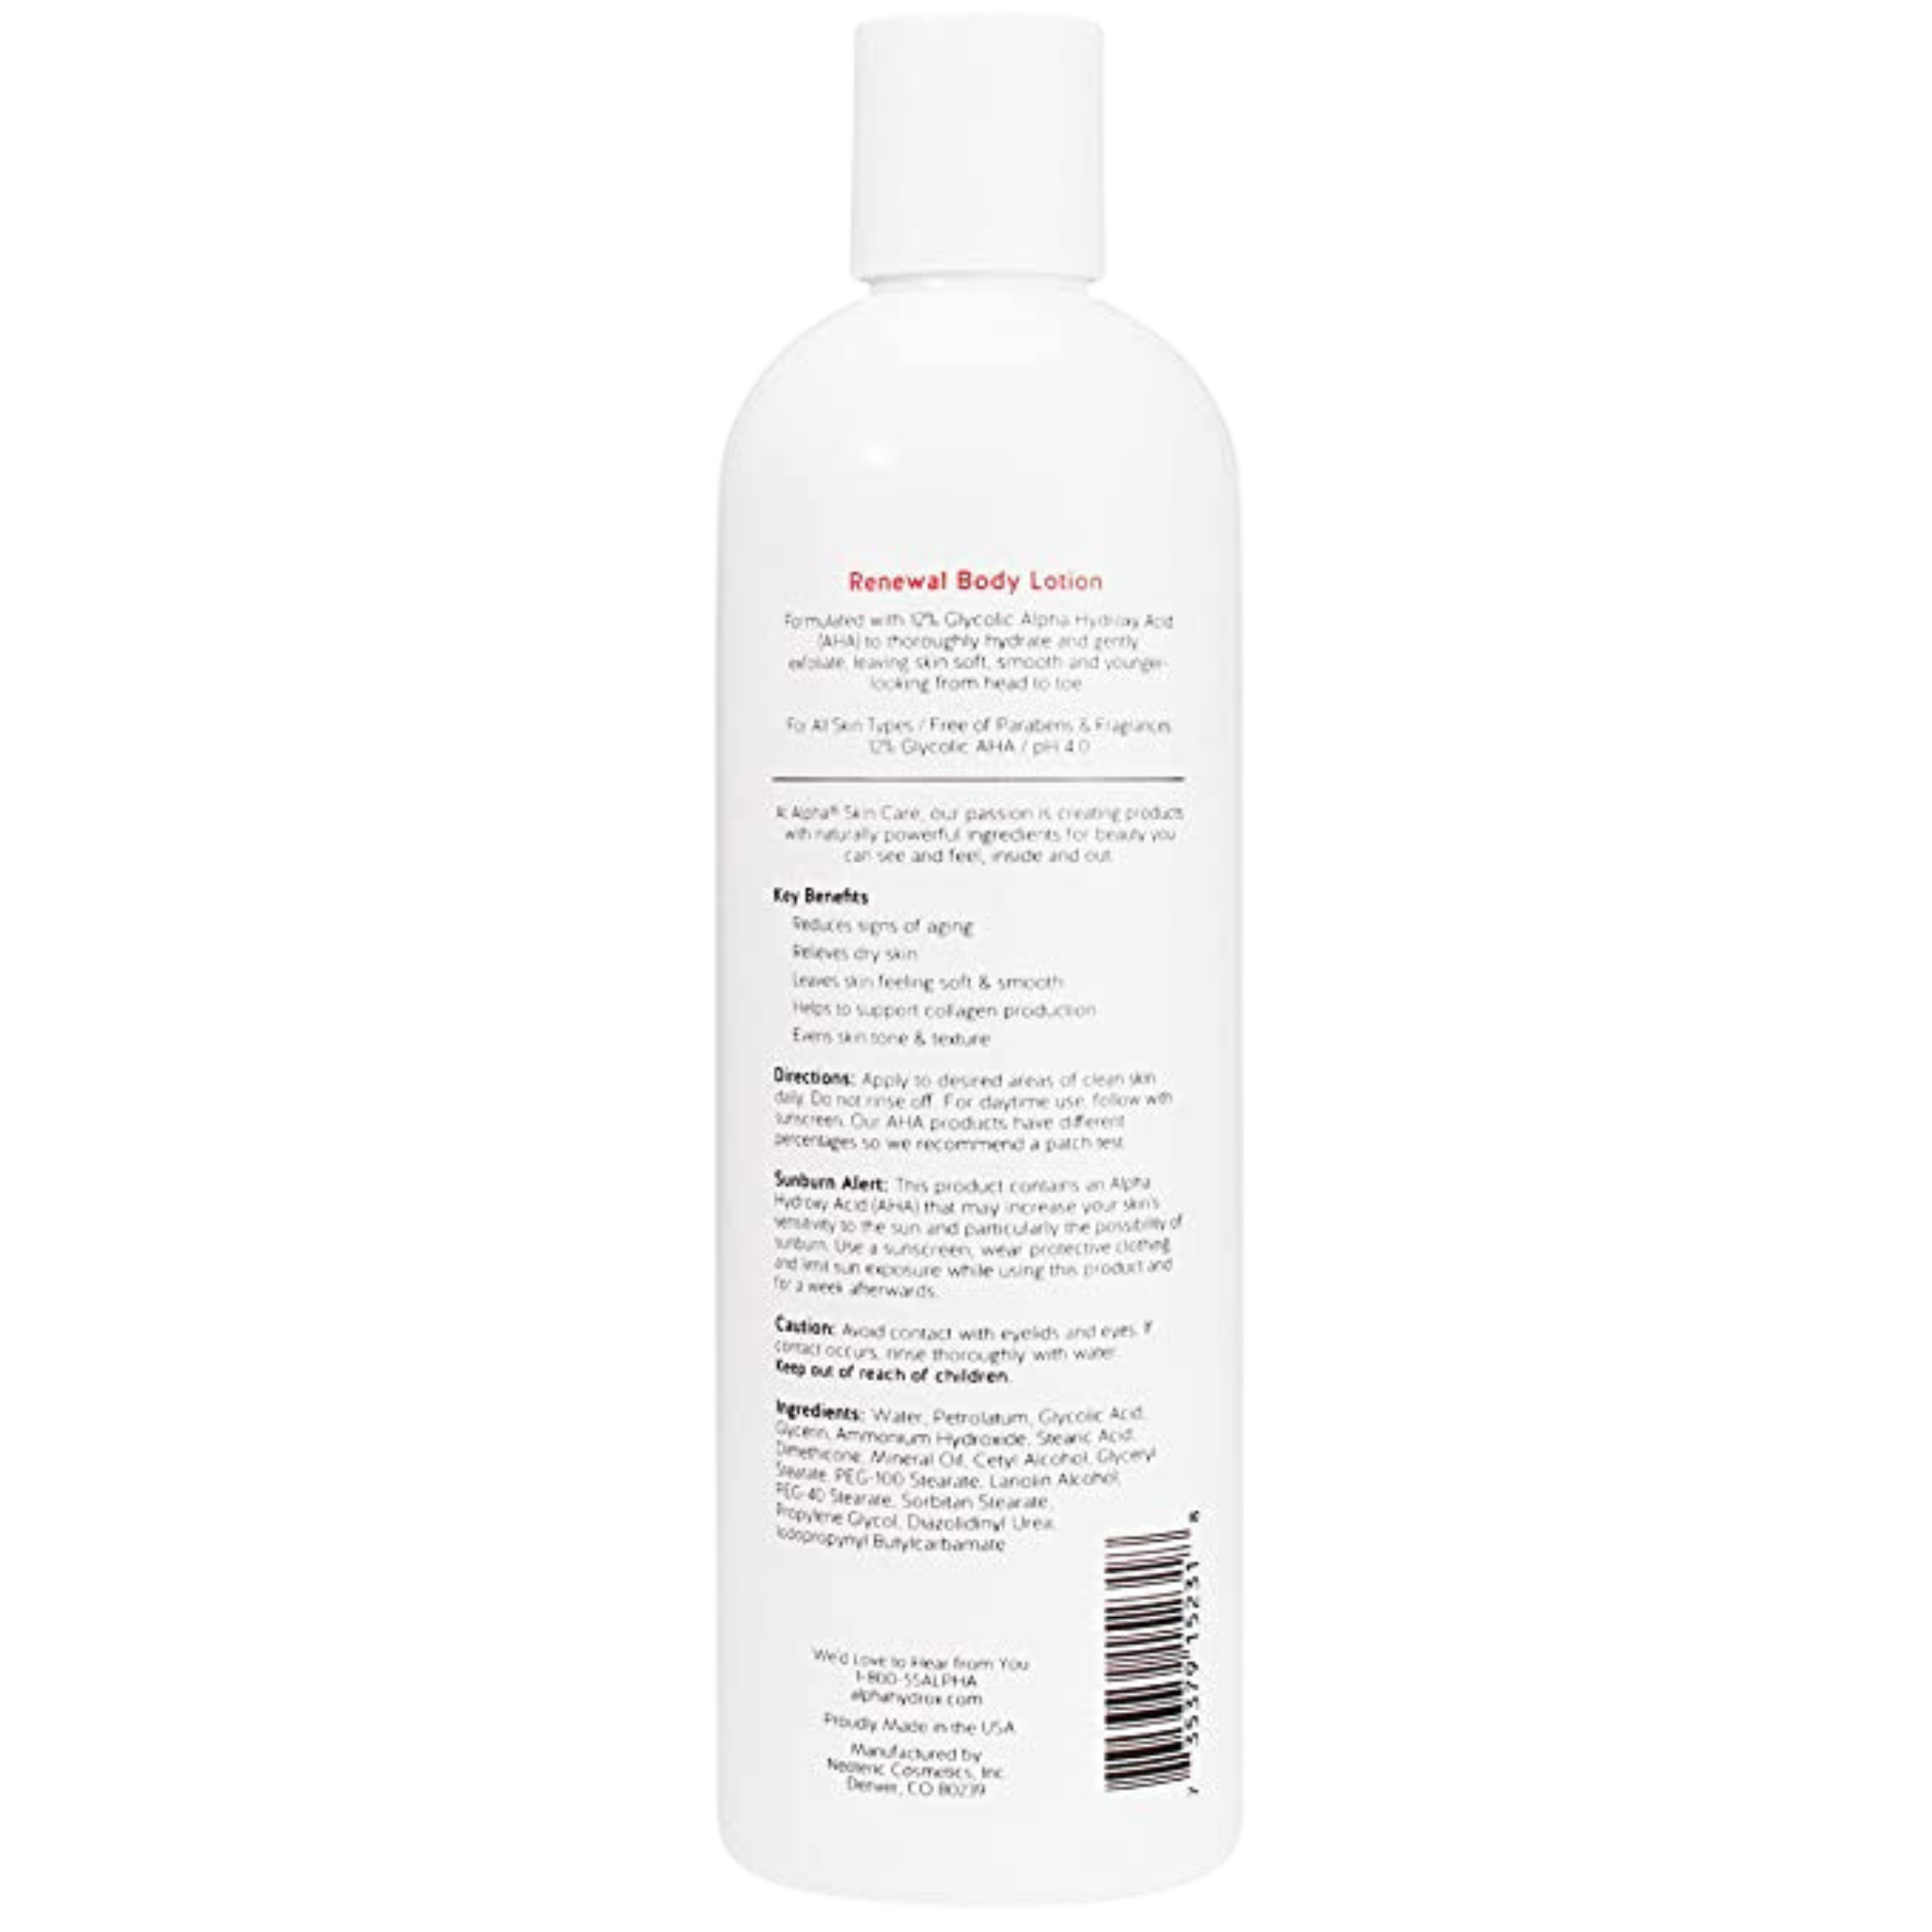 Renewal Body Lotion
Formulated with 12% Glycolic Alpha Hydroxy Acid
(AHA) to thoroughly hydrate and gently
exfoliate, leaving skin soft, smooth and younger-
looking from head to toe
For All Skin Types / Free of Parabens & Fragrances
12% Glycolic AHA / pH 4.0
At Alpha® Skin Care, our passion is creating products
with naturally powerful ingredients for beauty you
can see and feel, inside and out.
Key Benefits
Reduces signs of aging
Relieves dry skin
Leaves skin feeling soft & smooth
Helps to support collagen production
Evens skin tone & texture
Directions: Apply to desired areas of clean skin
daily. Do not rinse off. For daytime use, follow with
sunscreen. Our AHA products have different
percentages so we recommend a patch test.
Sunburn Alert: This product contains an Alpha
Hydroxy Acid (AHA) that may increase your skin's
sensitivity to the sun and particularly the possibility of
sunburn. Use a sunscreen, wear protective clothing
and limit sun exposure while using this product and
for a week afterwards.
Caution: Avoid contact with eyelids and eyes. If
contact occurs, rinse thoroughly with water.
Keep out of reach of children.
Ingredients: Water, Petrolatum, Glycolic Acid,
Glycerin, Ammonium Hydroxide, Stearic Acid,
Dimethicone, Mineral Oil, Cetyl Alcohol, Glyceryl
Stearate, PEG-100 Stearate, Lanolin Alcohol,
PEG-40 Stearate, Sorbitan Stearate,
Propylene Glycol, Diazolidinyl Urea,
Iodopropynyl Butylcarbamate
We'd Love to Hear from You
1-800-55ALPHA
alphahydrox.com
Proudly Made in the USA
Manufactured by
Neoteric Cosmetics, Inc.
Denver, CO 80239
7 35379 15231 8